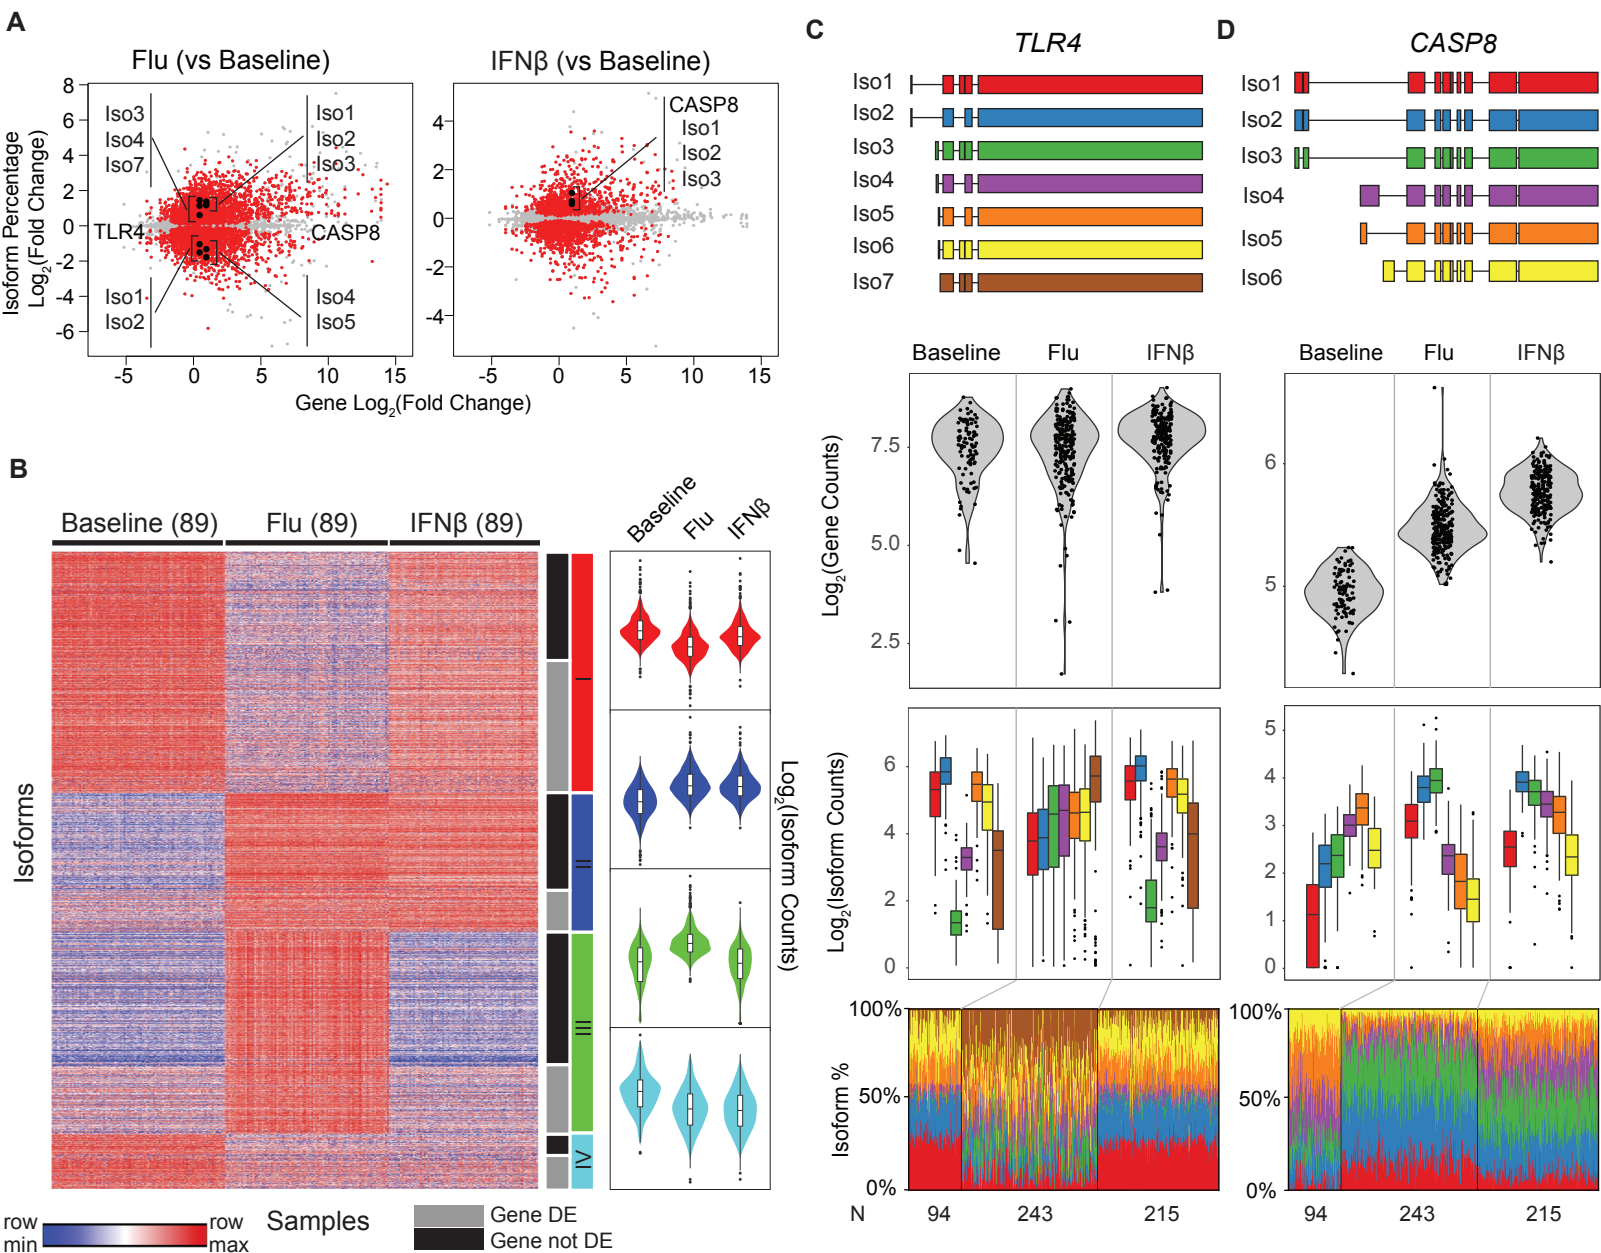 A
Flu (vs Baseline)
IFNβ (vs Baseline)
Isoform Percentage
Log2(Fold Change)
8
6
4
2
0
-2
-4
-6
Iso3
Iso4
Iso7
Iso1
Iso2
Iso3
TLR4
CASP8
Iso1
Iso2
Iso4
Iso5
-5
0
5
10
15
4
2
0
-2
-4
CASP8
Iso1
Iso2
Iso3
-5
0
5
10
15
Gene Log2(Fold Change)
B
Baseline (89)
Flu (89)
IFNβ (89)
Isoforms
I
II
III
IV
Baseline
Flu
IFNβ
Log2(Isoform Counts)
row min
row max
Samples
Gene DE
Gene not DE
C
TLR4
Iso1
Iso2
Iso3
Iso4
Iso5
Iso6
Iso7
Baseline
Flu
IFNβ
Log2(Gene Counts)
7.5
5.0
2.5
Log2(Isoform Counts)
6
4
2
0
Isoform %
100%
50%
0%
N
94
243
215
D
CASP8
Iso1
Iso2
Iso3
Iso4
Iso5
Iso6
Baseline
Flu
IFNβ
6
5
5
4
3
2
1
0
100%
50%
0%
94
243
215